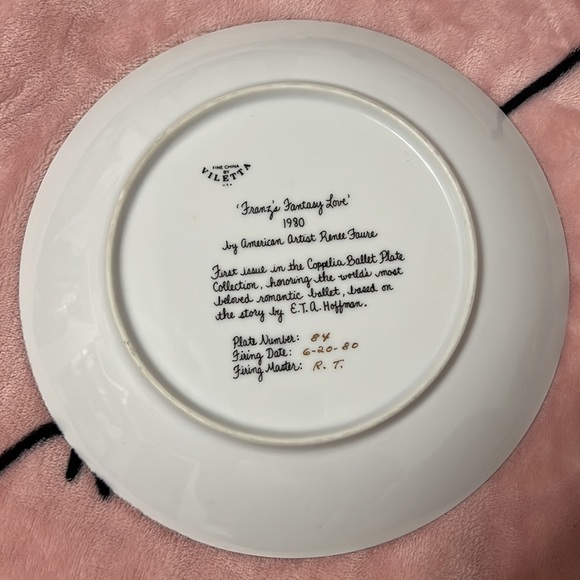 FINE CHINA
BY
VILETTA
U.S.A.
'Franz's Fantasy Love'
1980
by American Artist Renee Faure
First issue in the Coppelia Ballet Plate
Collection, honoring the world's most
beloved romantic ballet, based on
the story by E.T.A. Hoffman.
Plate Number: 84
Firing Date: 6-20-80
Firing Master: R. T.